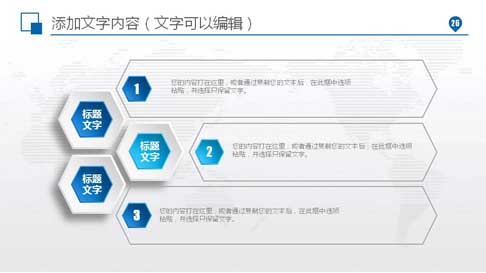 添加文字内容（文字可以编辑）
26
1
您的内容打在这里，或者通过复制您的文本后，在此框中选项
粘贴，并选择只保留文字。
标题
文字
标题
文字
2
您的内容打在这里，或者通过复制您的文本后，在此框中选项
粘贴，并选择只保留文字。
标题
文字
3
您的内容打在这里，或者通过复制您的文本后，在此框中选项
粘贴，并选择只保留文字。